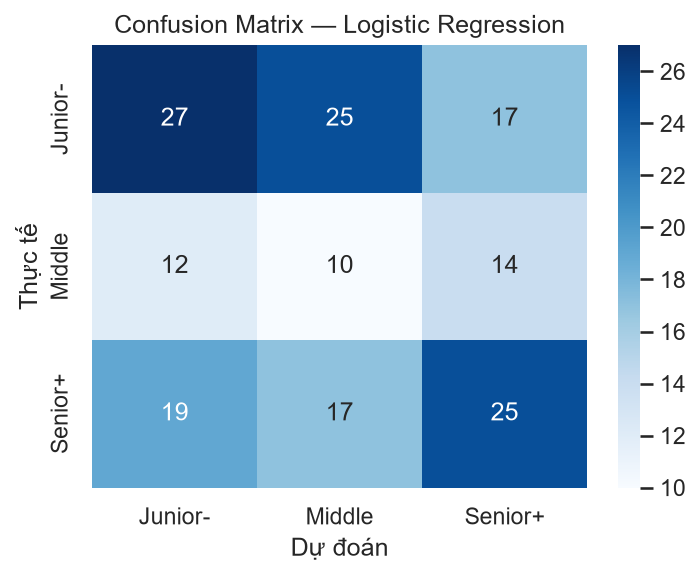 Confusion Matrix — Logistic Regression
Thực tế
Junior-
27 25 17
Middle
12 10 14
Senior+
19 17 25
Junior- Middle Senior+
Dự đoán
26
24
22
20
18
16
14
12
10